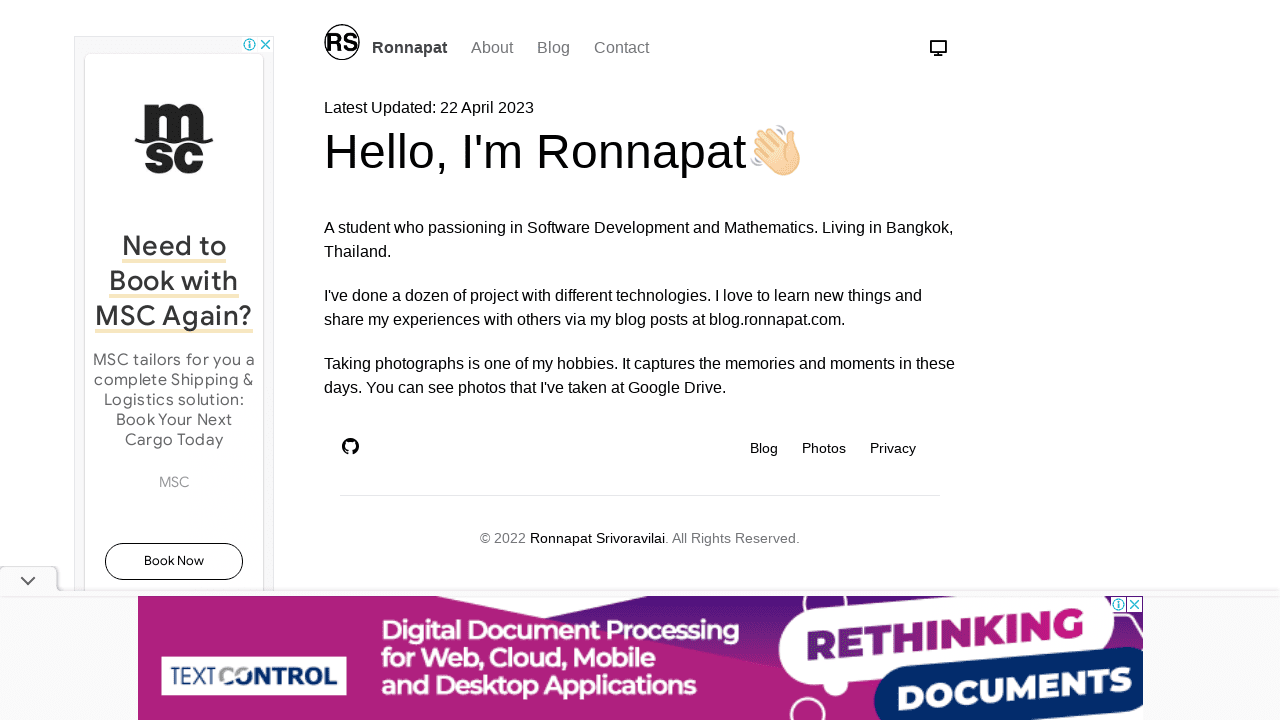 RS Ronnapat About Blog Contact
Latest Updated: 22 April 2023
Hello, I'm Ronnapat
A student who passioning in Software Development and Mathematics. Living in Bangkok,
Thailand.
I've done a dozen of project with different technologies. I love to learn new things and
share my experiences with others via my blog posts at blog.ronnapat.com.
Taking photographs is one of my hobbies. It captures the memories and moments in these
days. You can see photos that I've taken at Google Drive.
Blog Photos Privacy
© 2022 Ronnapat Srivoravilai. All Rights Reserved.
msc
Need to
Book with
MSC Again?
MSC tailors for you a
complete Shipping &
Logistics solution:
Book Your Next
Cargo Today
MSC
Book Now
TEXT CONTROL
Digital Document Processing
for Web, Cloud, Mobile
and Desktop Applications
RETHINKING
DOCUMENTS